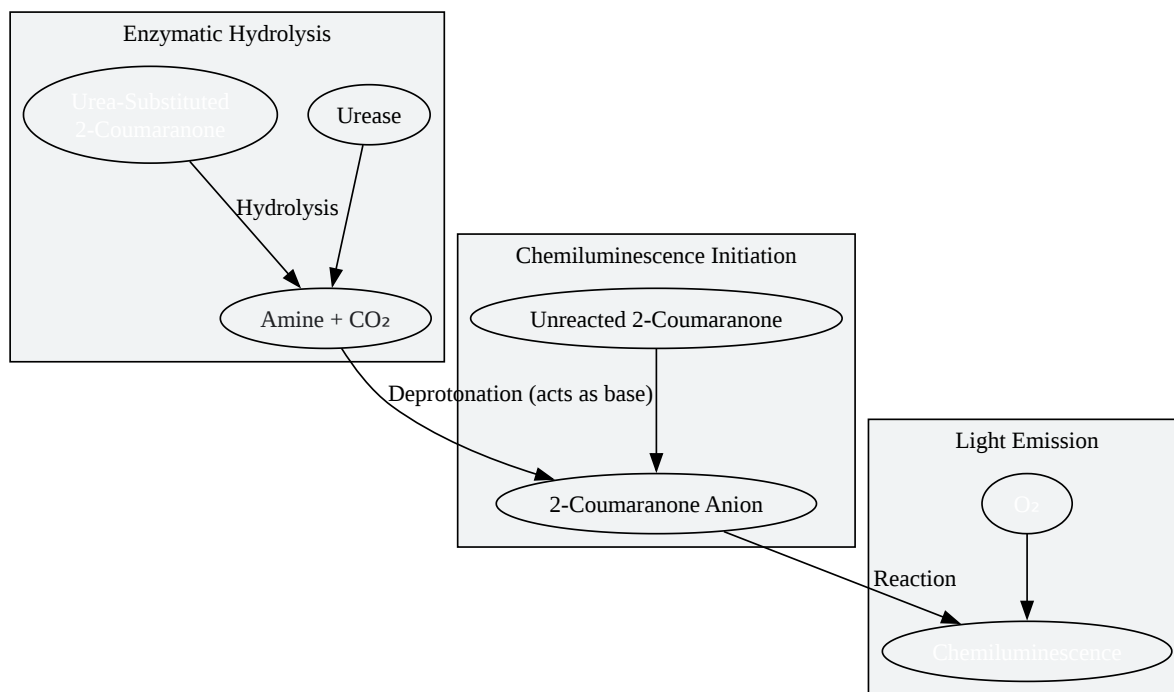 Enzymatic Hydrolysis
Urea-Substituted
2-Coumaranone
Urease
Hydrolysis
Amine + CO₂
Chemiluminescence Initiation
Unreacted 2-Coumaranone
Deprotonation (acts as base)
2-Coumaranone Anion
Light Emission
O₂
Reaction
Chemiluminescence